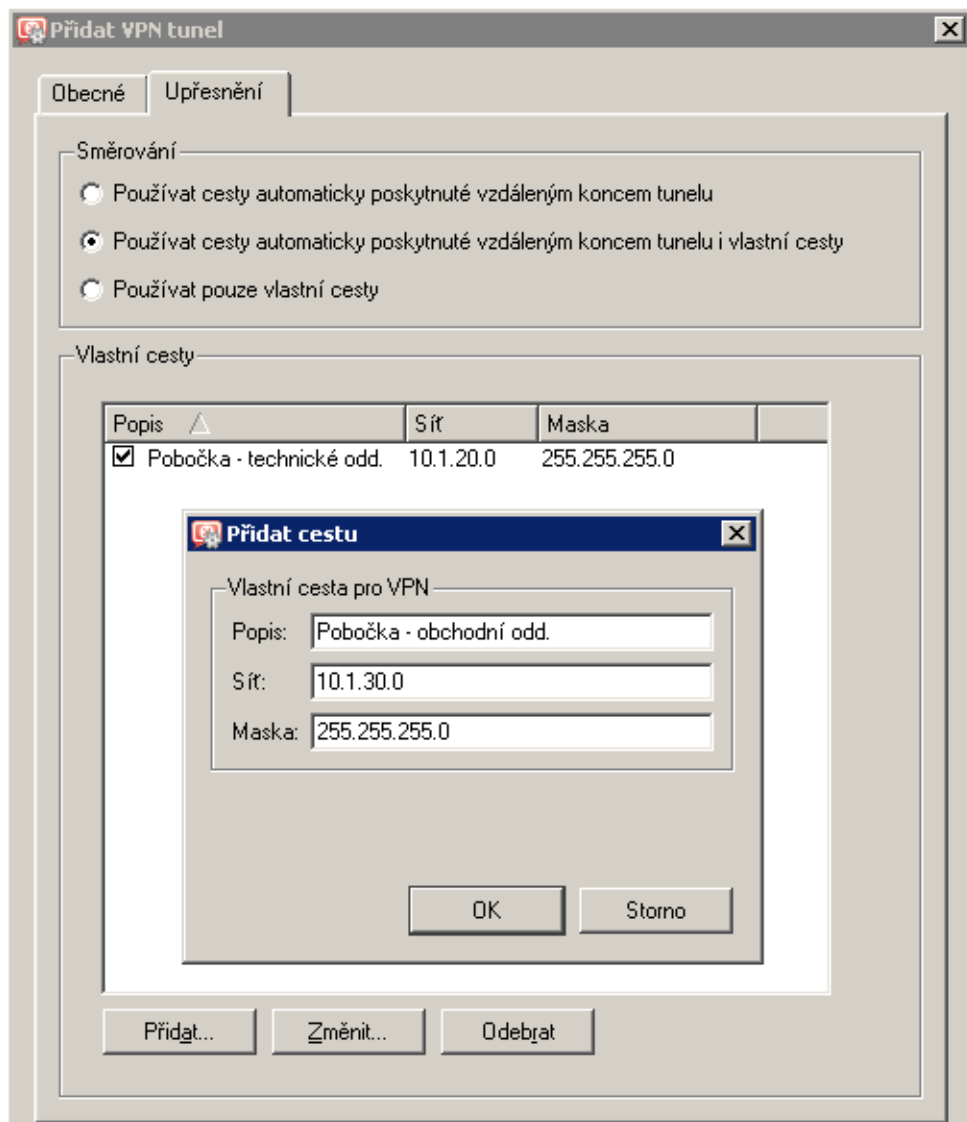 Přidat VPN tunel
Obecné Upřesnění
Směrování
Používat cesty automaticky poskytnuté vzdáleným koncem tunelu
Používat cesty automaticky poskytnuté vzdáleným koncem tunelu i vlastní cesty
Používat pouze vlastní cesty
Vlastní cesty
Popis Síť Maska
Pobočka - technické odd. 10.1.20.0 255.255.255.0
Přidat cestu
Vlastní cesta pro VPN
Popis: Pobočka - obchodní odd.
Síť: 10.1.30.0
Maska: 255.255.255.0
OK Storno
Přidat... Změnit... Odebrat